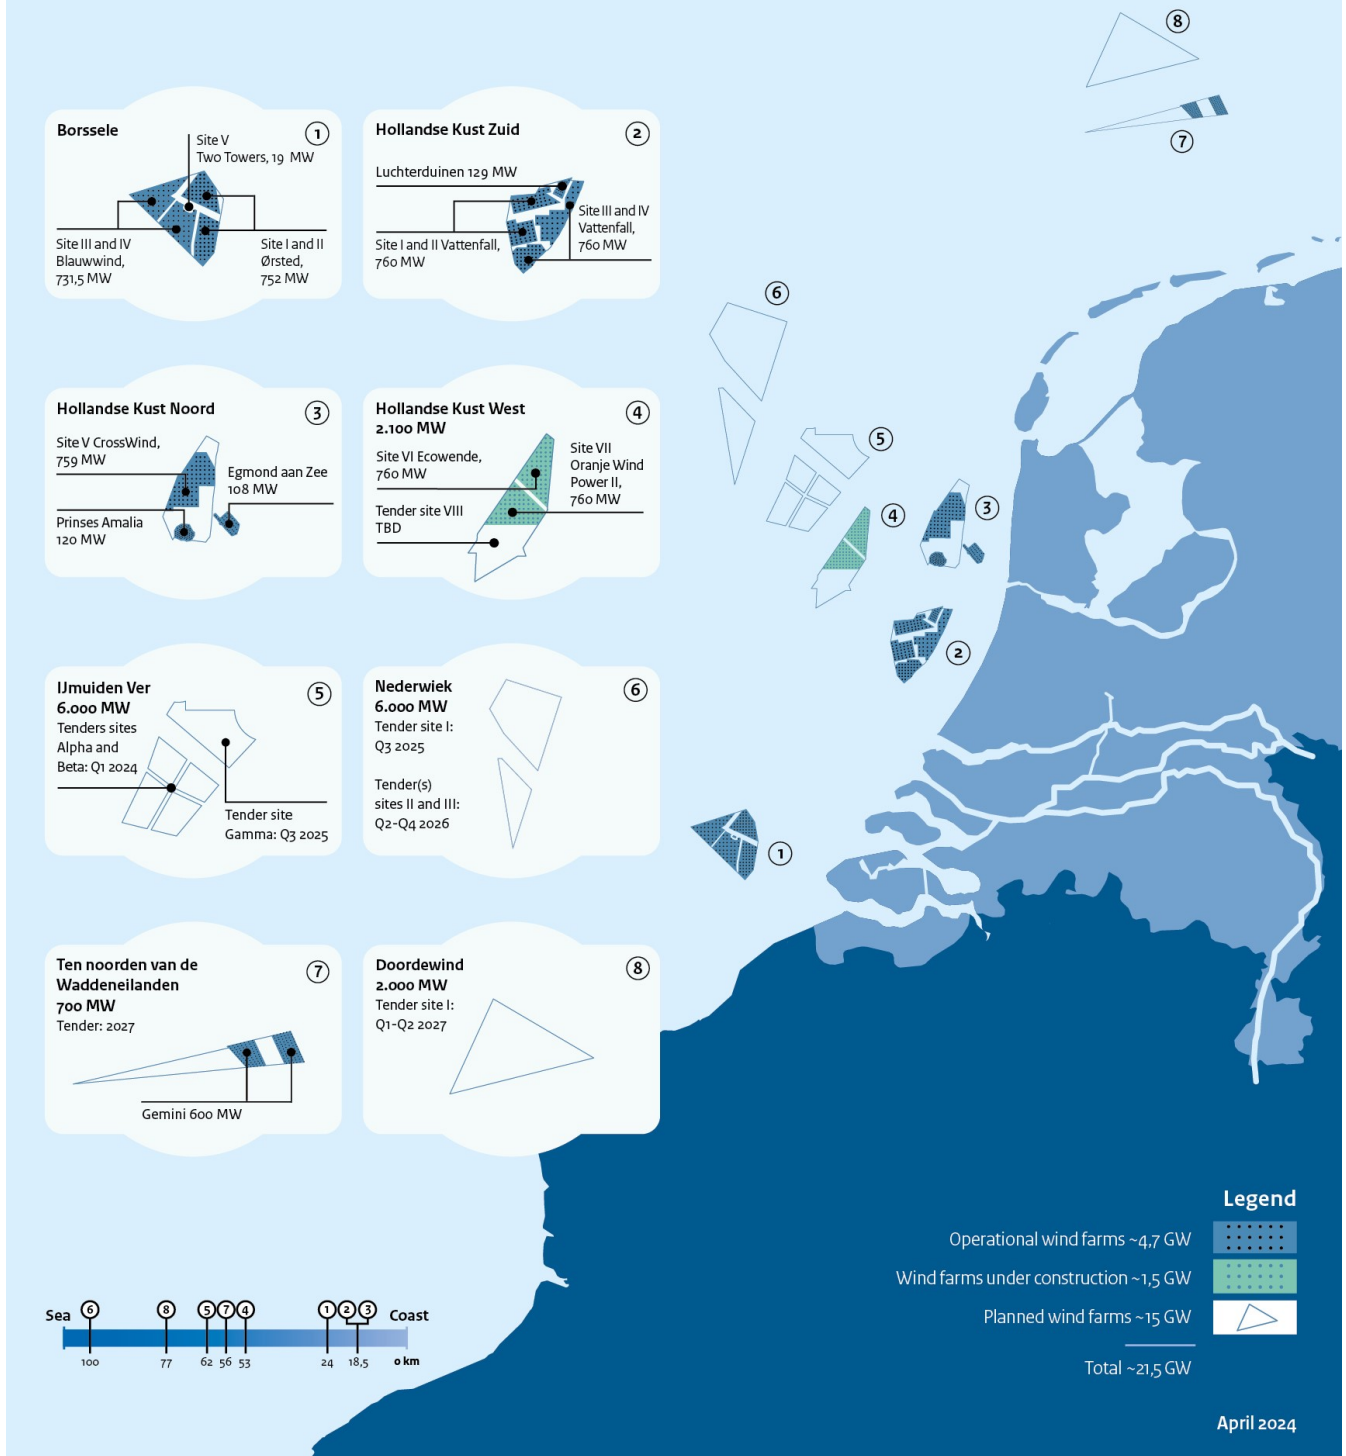 8
7
Borssele
1
Site V
Two Towers, 19 MW
Site III and IV
Blauwwind,
731,5 MW
Site I and II
Ørsted,
752 MW
Hollandse Kust Zuid
2
Luchterduinen 129 MW
Site I and II Vattenfall,
760 MW
Site III and IV
Vattenfall,
760 MW
Hollandse Kust Noord
3
Site V CrossWind,
759 MW
Egmond aan Zee
108 MW
Prinses Amalia
120 MW
Hollandse Kust West
2.100 MW
4
Site VI Ecowende,
760 MW
Site VII
Oranje Wind
Power II,
760 MW
Tender site VIII
TBD
IJmuiden Ver
6.000 MW
5
Tenders sites
Alpha and
Beta: Q1 2024
Tender site
Gamma: Q3 2025
Nederwiek
6.000 MW
6
Tender site I:
Q3 2025
Tender(s)
sites II and III:
Q2-Q4 2026
Ten noorden van de
Waddeneilanden
700 MW
7
Tender: 2027
Gemini 600 MW
Doordewind
2.000 MW
8
Tender site I:
Q1-Q2 2027
6
5
4
3
2
1
Legend
Operational wind farms ~4,7 GW
Wind farms under construction ~1,5 GW
Planned wind farms ~15 GW
Total ~21,5 GW
Sea 6 8 5 7 4 1 2 3 Coast
100 77 62 56 53 24 18,5 0 km
April 2024